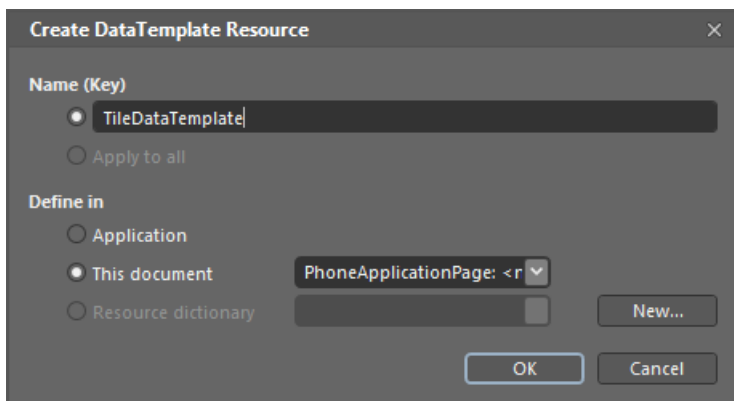 Create DataTemplate Resource
Name (Key)
TileDataTemplate
Apply to all
Define in
Application
This document PhoneApplicationPage: <r
Resource dictionary New...
OK Cancel